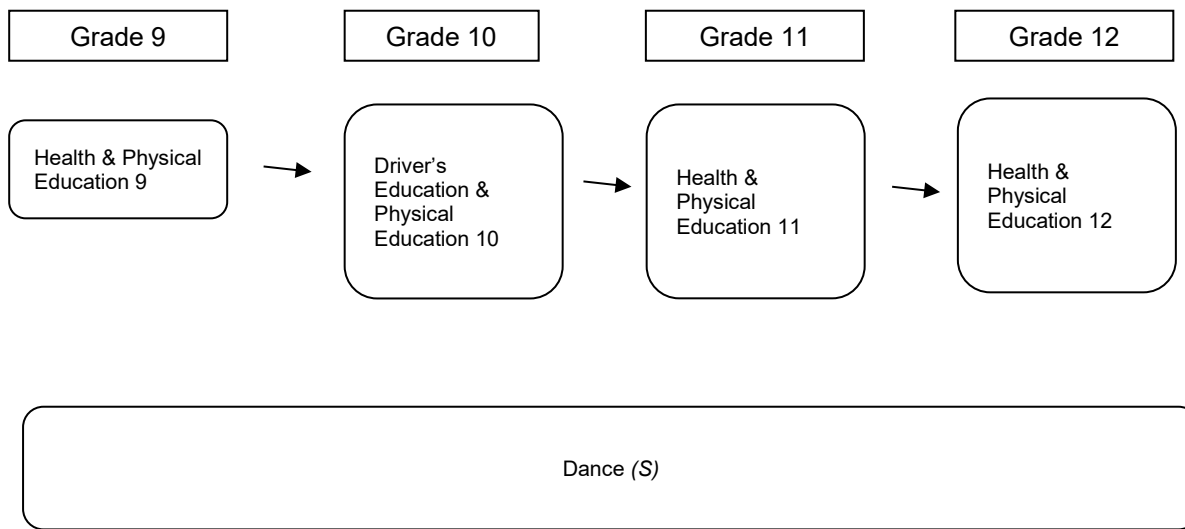 Grade 9
Grade 10
Grade 11
Grade 12
Health & Physical
Education 9
Driver’s
Education &
Physical
Education 10
Health &
Physical
Education 11
Health &
Physical
Education 12
Dance (S)